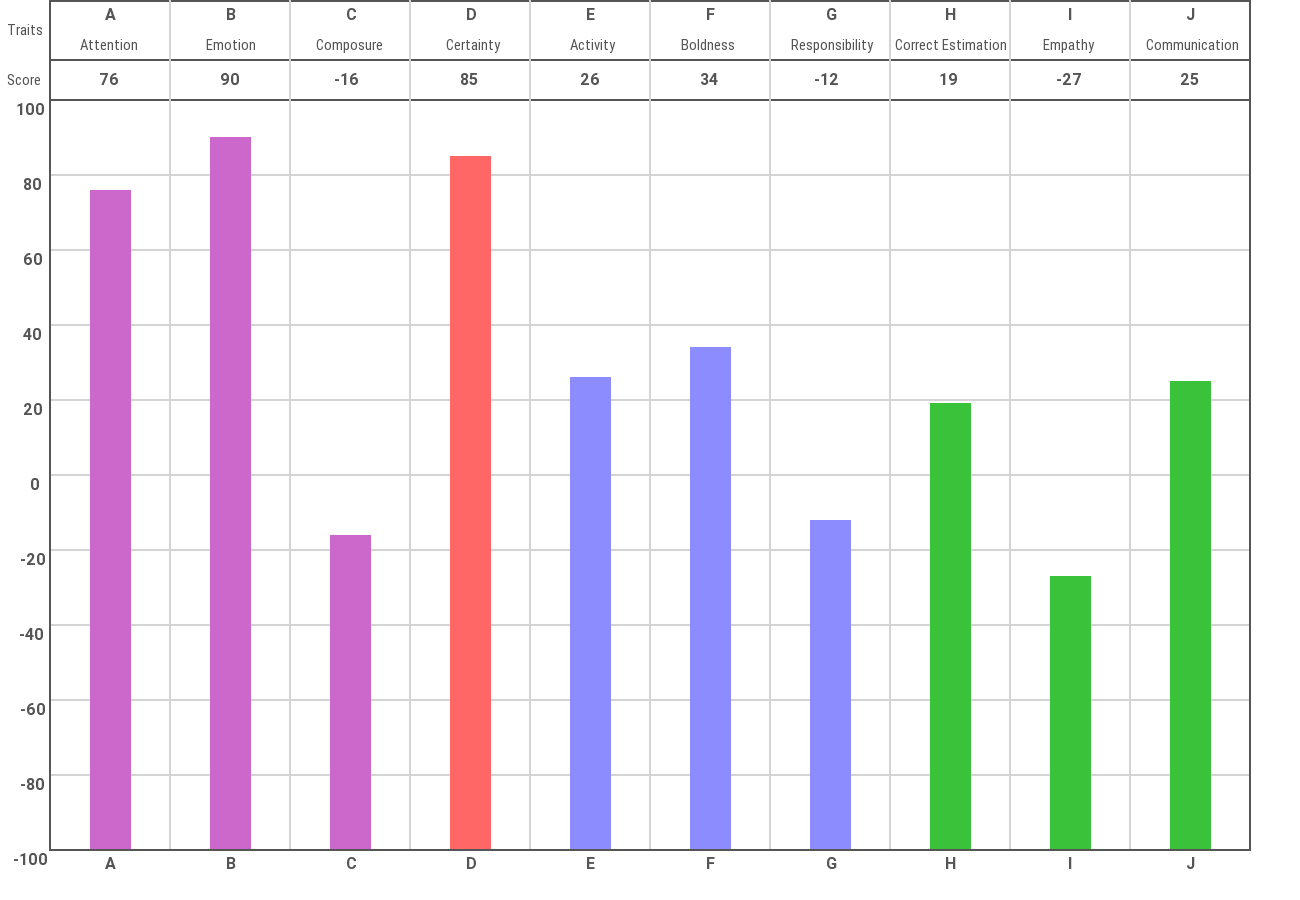 Traits
A B C D E F G H I J
Attention Emotion Composure Certainty Activity Boldness Responsibility Correct Estimation Empathy Communication
Score 76 90 -16 85 26 34 -12 19 -27 25
100
80
60
40
20
0
-20
-40
-60
-80
-100
A B C D E F G H I J